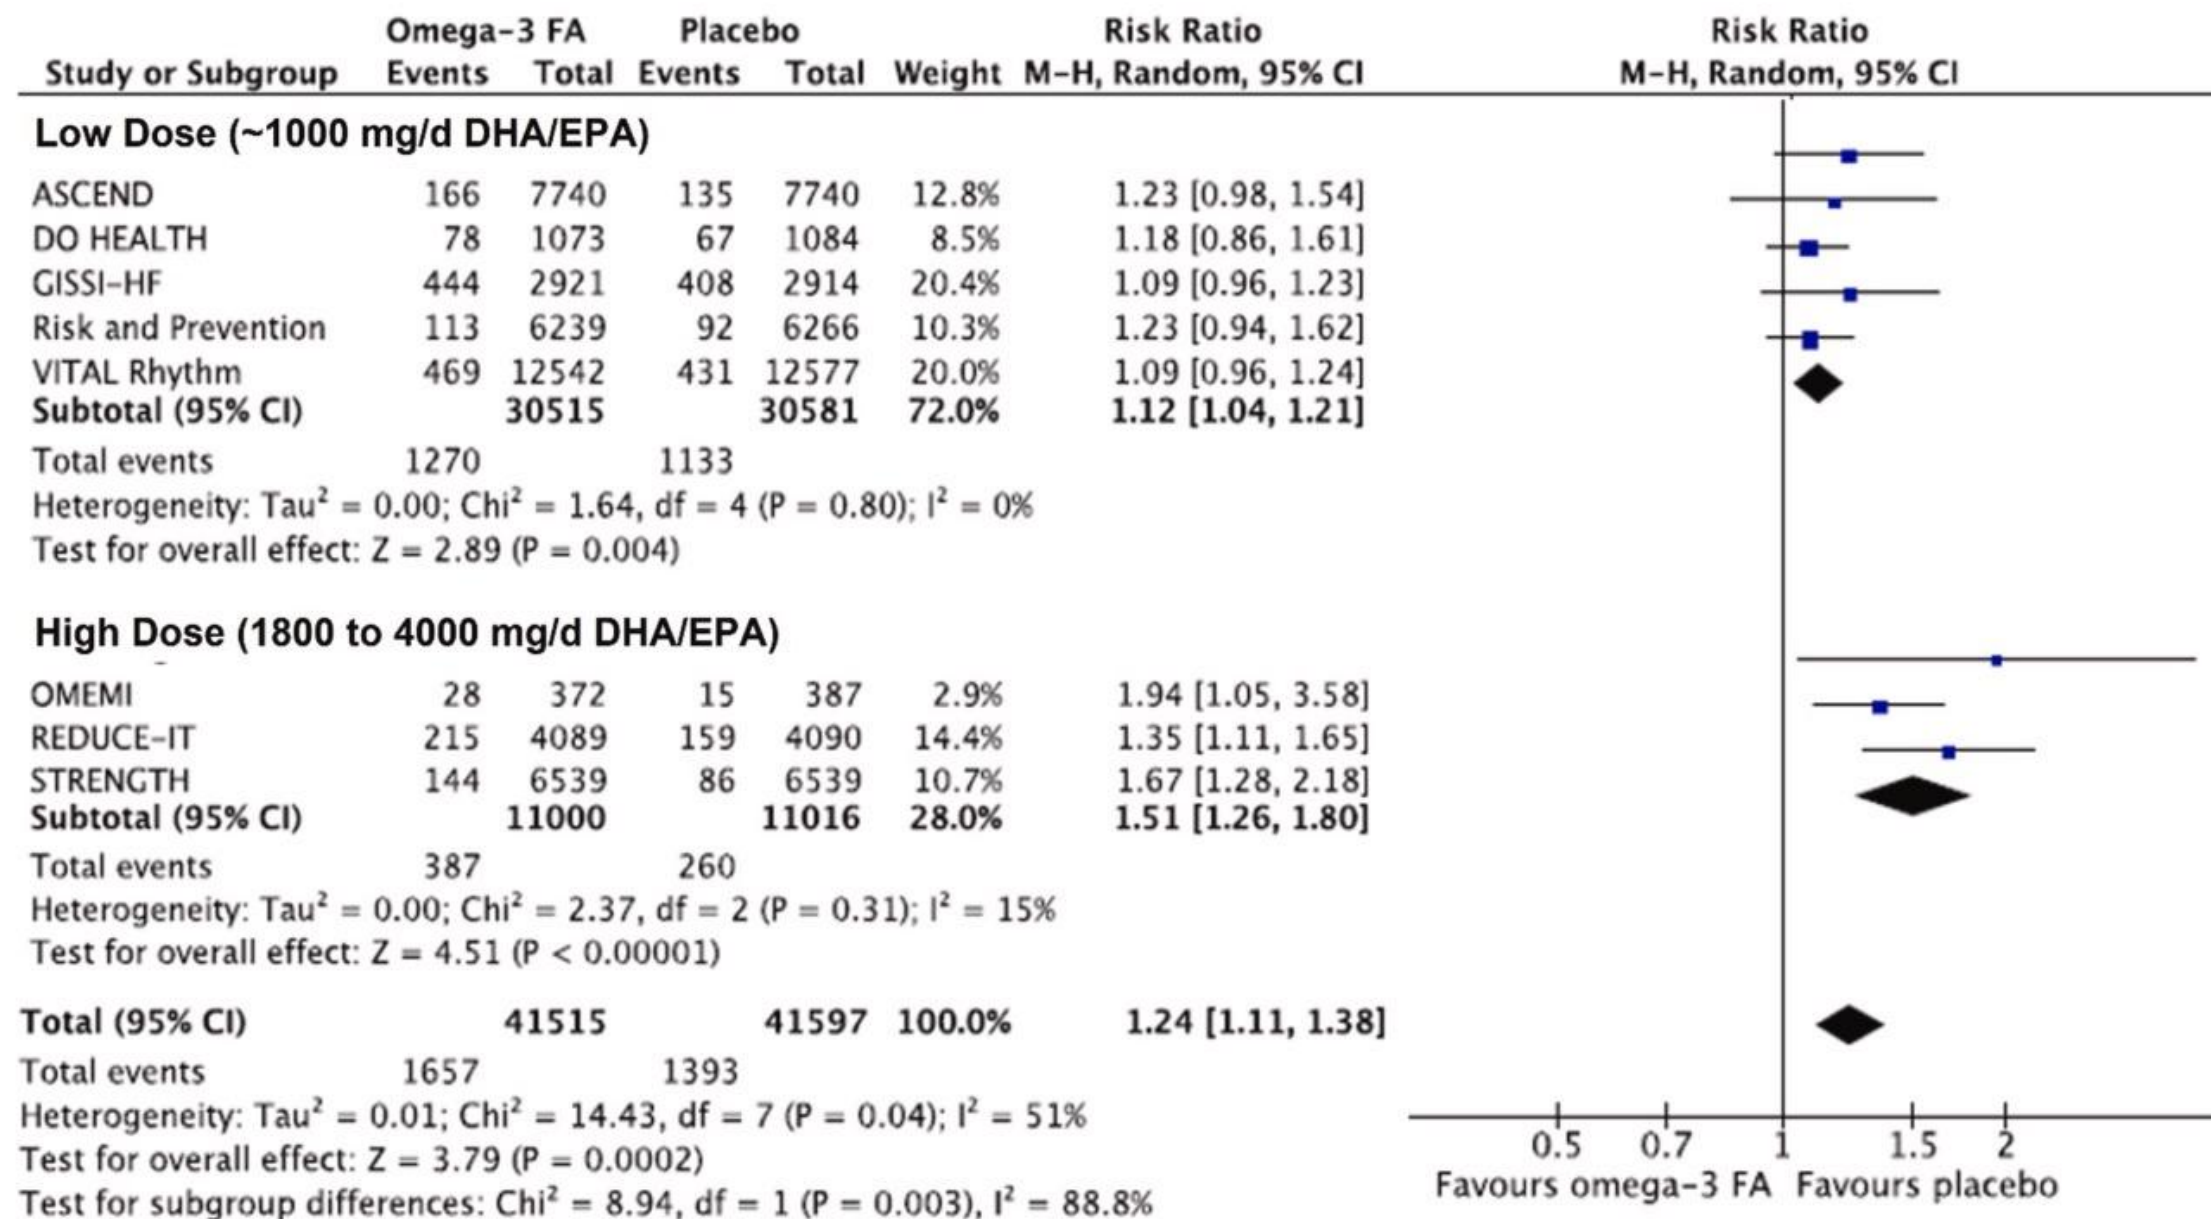 Omega-3 FA Placebo Risk Ratio Risk Ratio
Study or Subgroup Events Total Events Total Weight M-H, Random, 95% CI M-H, Random, 95% CI
Low Dose (~1000 mg/d DHA/EPA)
ASCEND 166 7740 135 7740 12.8% 1.23 [0.98, 1.54]
DO HEALTH 78 1073 67 1084 8.5% 1.18 [0.86, 1.61]
GISSI-HF 444 2921 408 2914 20.4% 1.09 [0.96, 1.23]
Risk and Prevention 113 6239 92 6266 10.3% 1.23 [0.94, 1.62]
VITAL Rhythm 469 12542 431 12577 20.0% 1.09 [0.96, 1.24]
Subtotal (95% CI) 30515 30581 72.0% 1.12 [1.04, 1.21]
Total events 1270 1133
Heterogeneity: Tau² = 0.00; Chi² = 1.64, df = 4 (P = 0.80); I² = 0%
Test for overall effect: Z = 2.89 (P = 0.004)
High Dose (1800 to 4000 mg/d DHA/EPA)
OMEMI 28 372 15 387 2.9% 1.94 [1.05, 3.58]
REDUCE-IT 215 4089 159 4090 14.4% 1.35 [1.11, 1.65]
STRENGTH 144 6539 86 6539 10.7% 1.67 [1.28, 2.18]
Subtotal (95% CI) 11000 11016 28.0% 1.51 [1.26, 1.80]
Total events 387 260
Heterogeneity: Tau² = 0.00; Chi² = 2.37, df = 2 (P = 0.31); I² = 15%
Test for overall effect: Z = 4.51 (P < 0.00001)
Total (95% CI) 41515 41597 100.0% 1.24 [1.11, 1.38]
Total events 1657 1393
Heterogeneity: Tau² = 0.01; Chi² = 14.43, df = 7 (P = 0.04); I² = 51%
Test for overall effect: Z = 3.79 (P = 0.0002)
Test for subgroup differences: Chi² = 8.94, df = 1 (P = 0.003), I² = 88.8%
0.5 0.7 1 1.5 2
Favours omega-3 FA Favours placebo